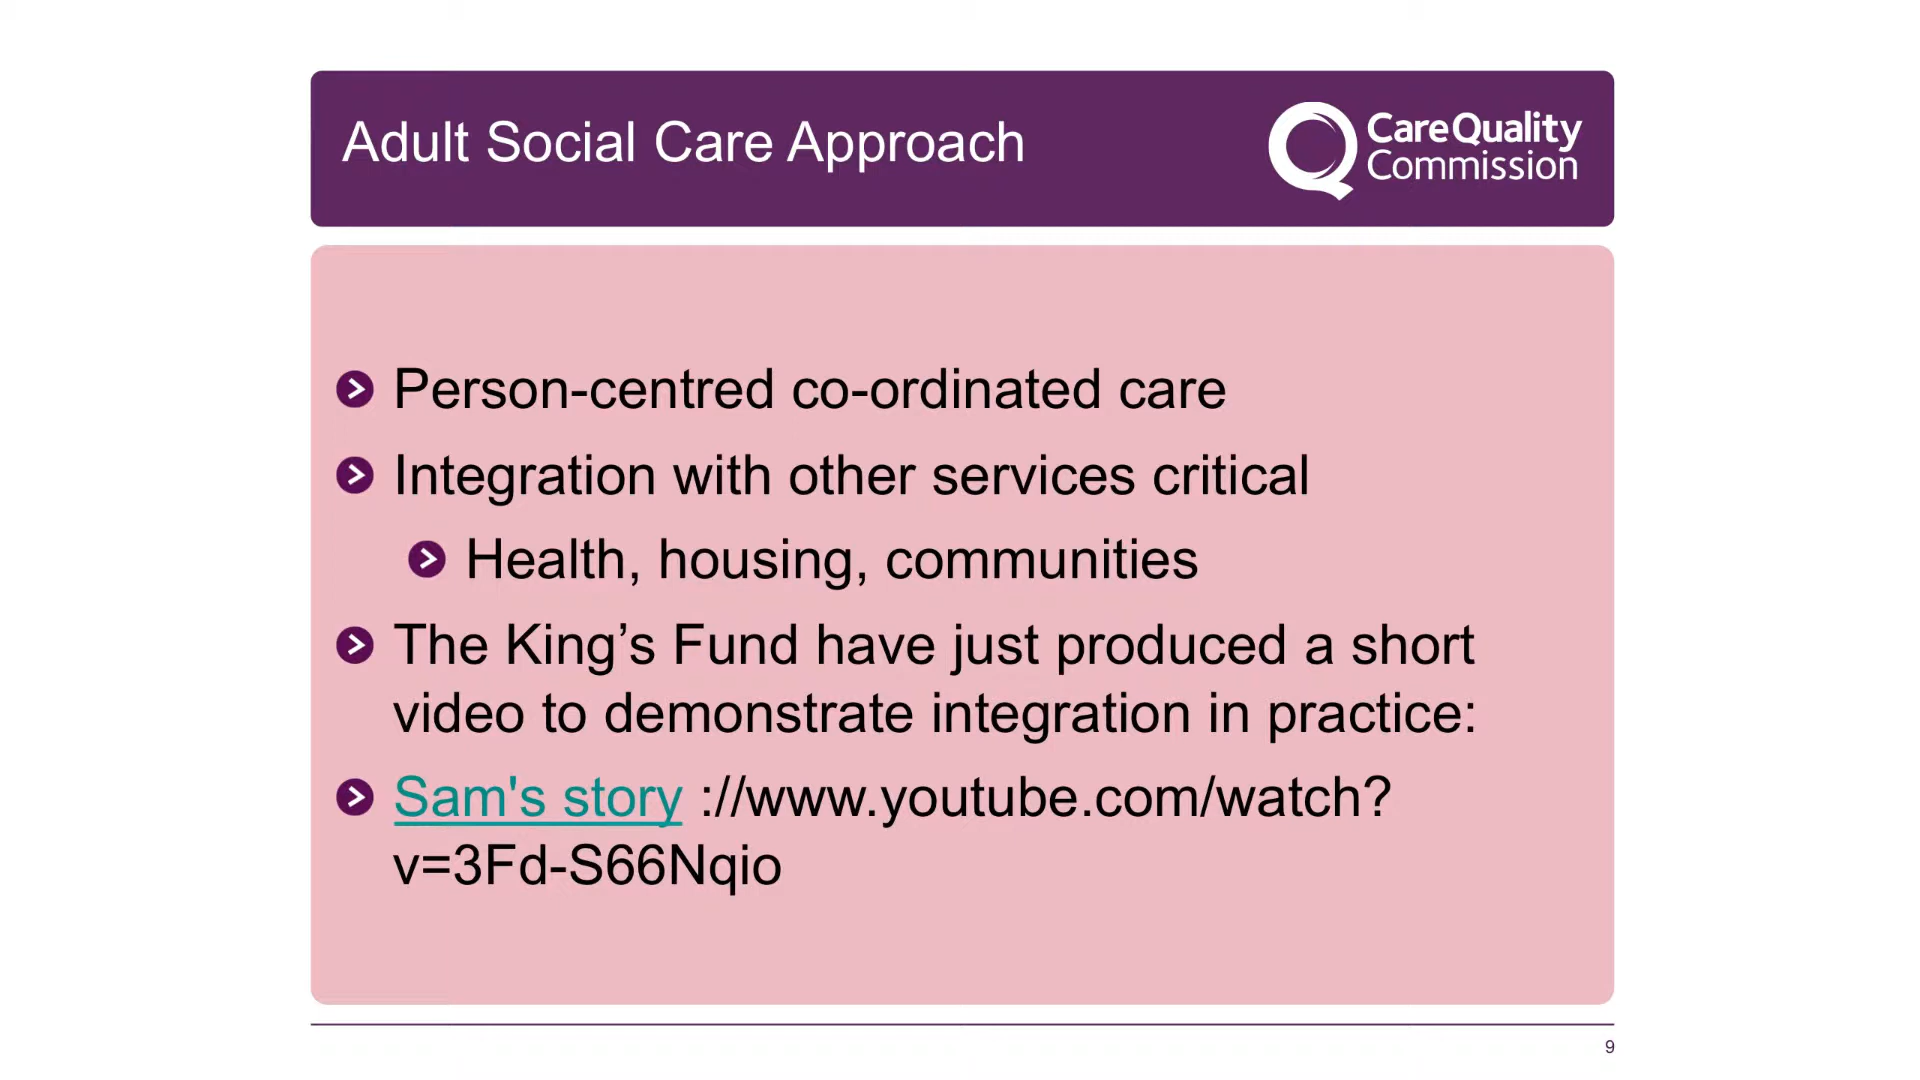 Adult Social Care Approach
CareQuality
Commission
Person-centred co-ordinated care
Integration with other services critical
Health, housing, communities
The King’s Fund have just produced a short
video to demonstrate integration in practice:
Sam's story ://www.youtube.com/watch?
v=3Fd-S66Nqio
9